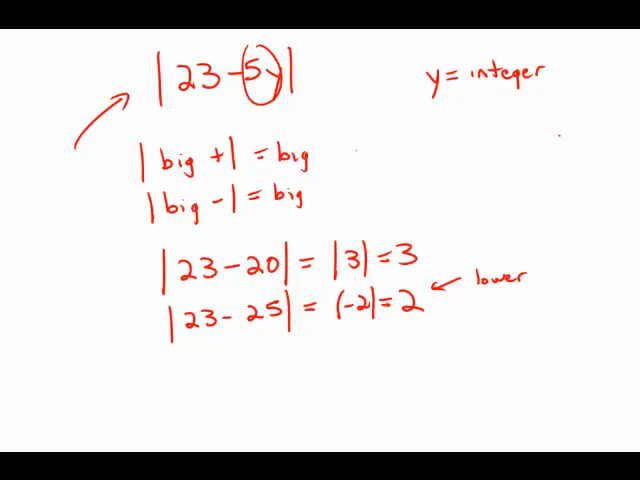 |23-5y|
y = integer
|big +| = big
|big -| = big
|23-20| = |3| = 3
|23-25| = |-2| = 2
lower